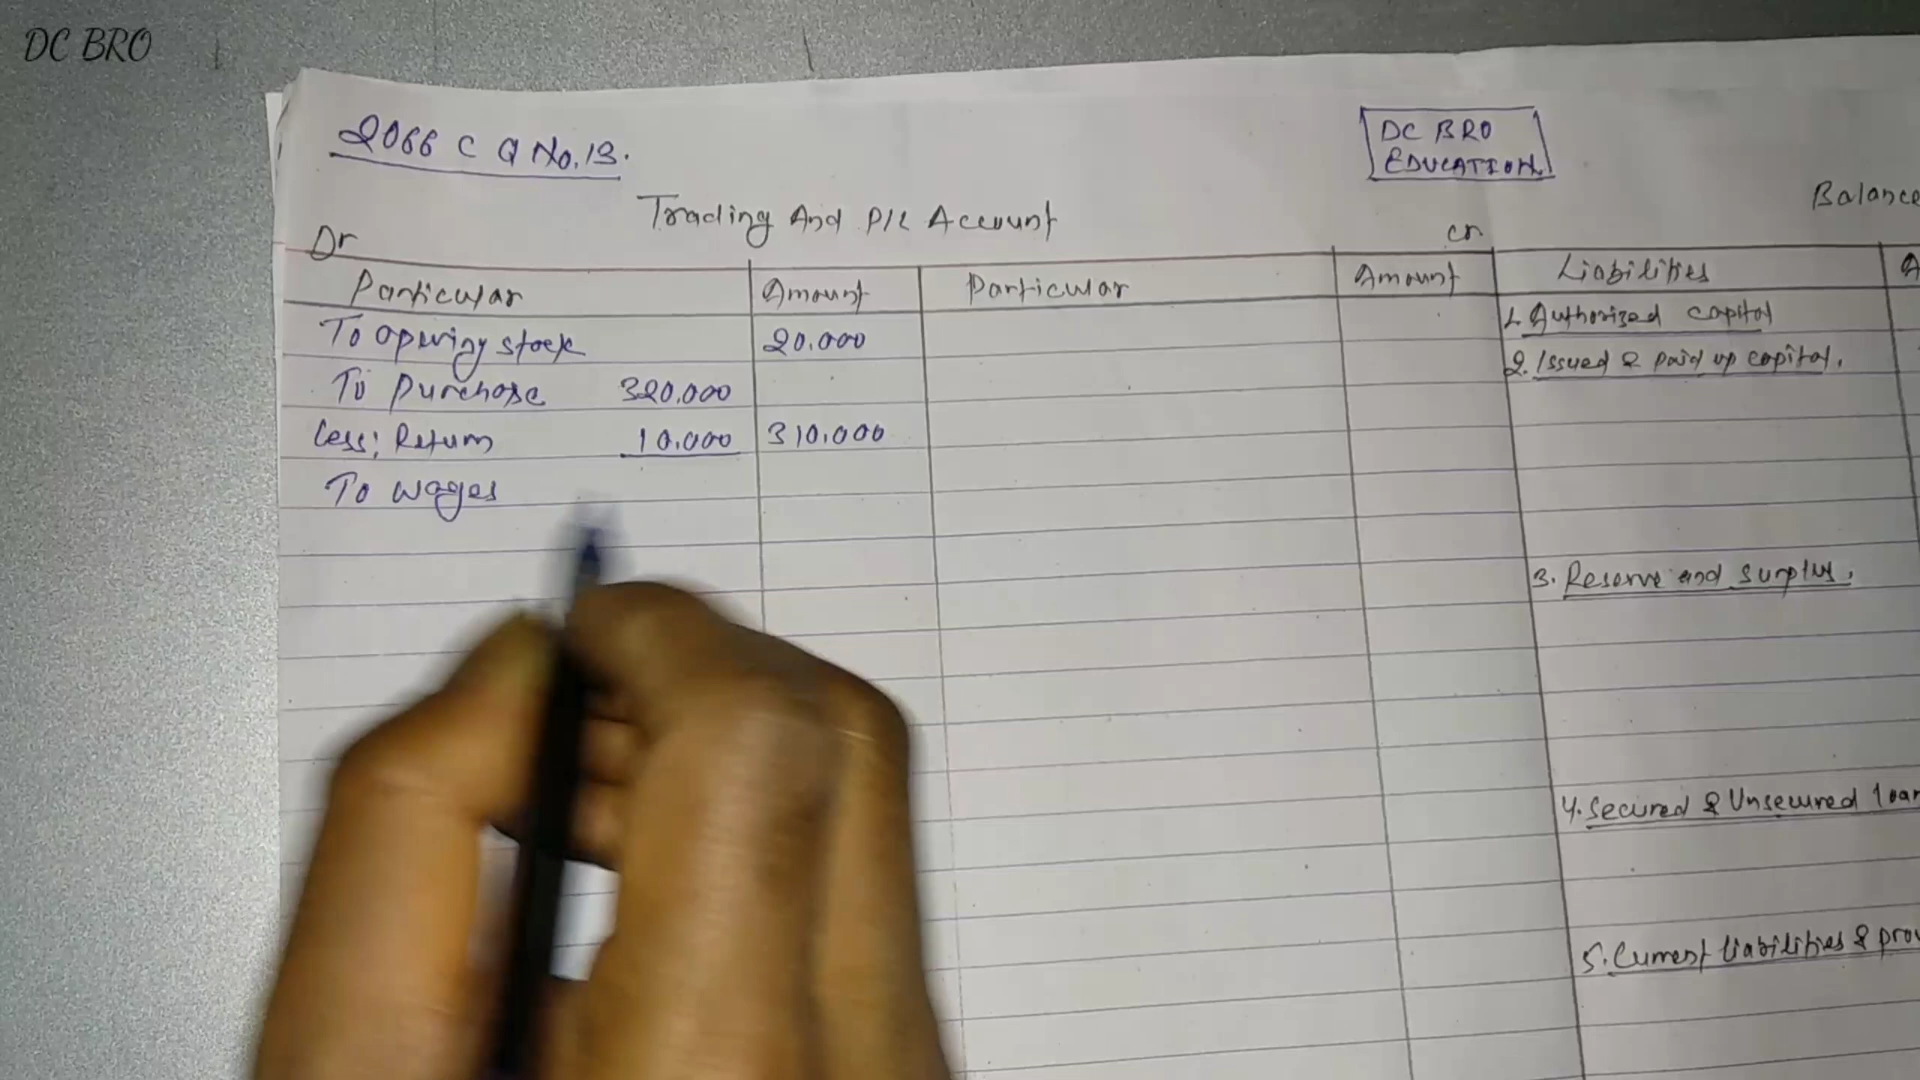 DC BRO
2066 C Q No.13.
DC BRO
EDUCATION
Trading And P/L Account
Balance
Dr
cr
Particular Amount Particular Amount Liabilities A
To opening stock 20.000
1. Authorized capital
2. Issued & paid up capital.
To purchase 320.000
Less: Return 10.000 310.000
To wages
3. Reserve and surplus.
4. Secured & Unsecured loan
5. Current liabilities & prov